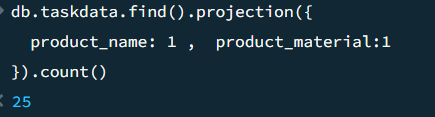 > db.taskdata.find().projection({
product_name: 1 , product_material:1
}).count()
< 25